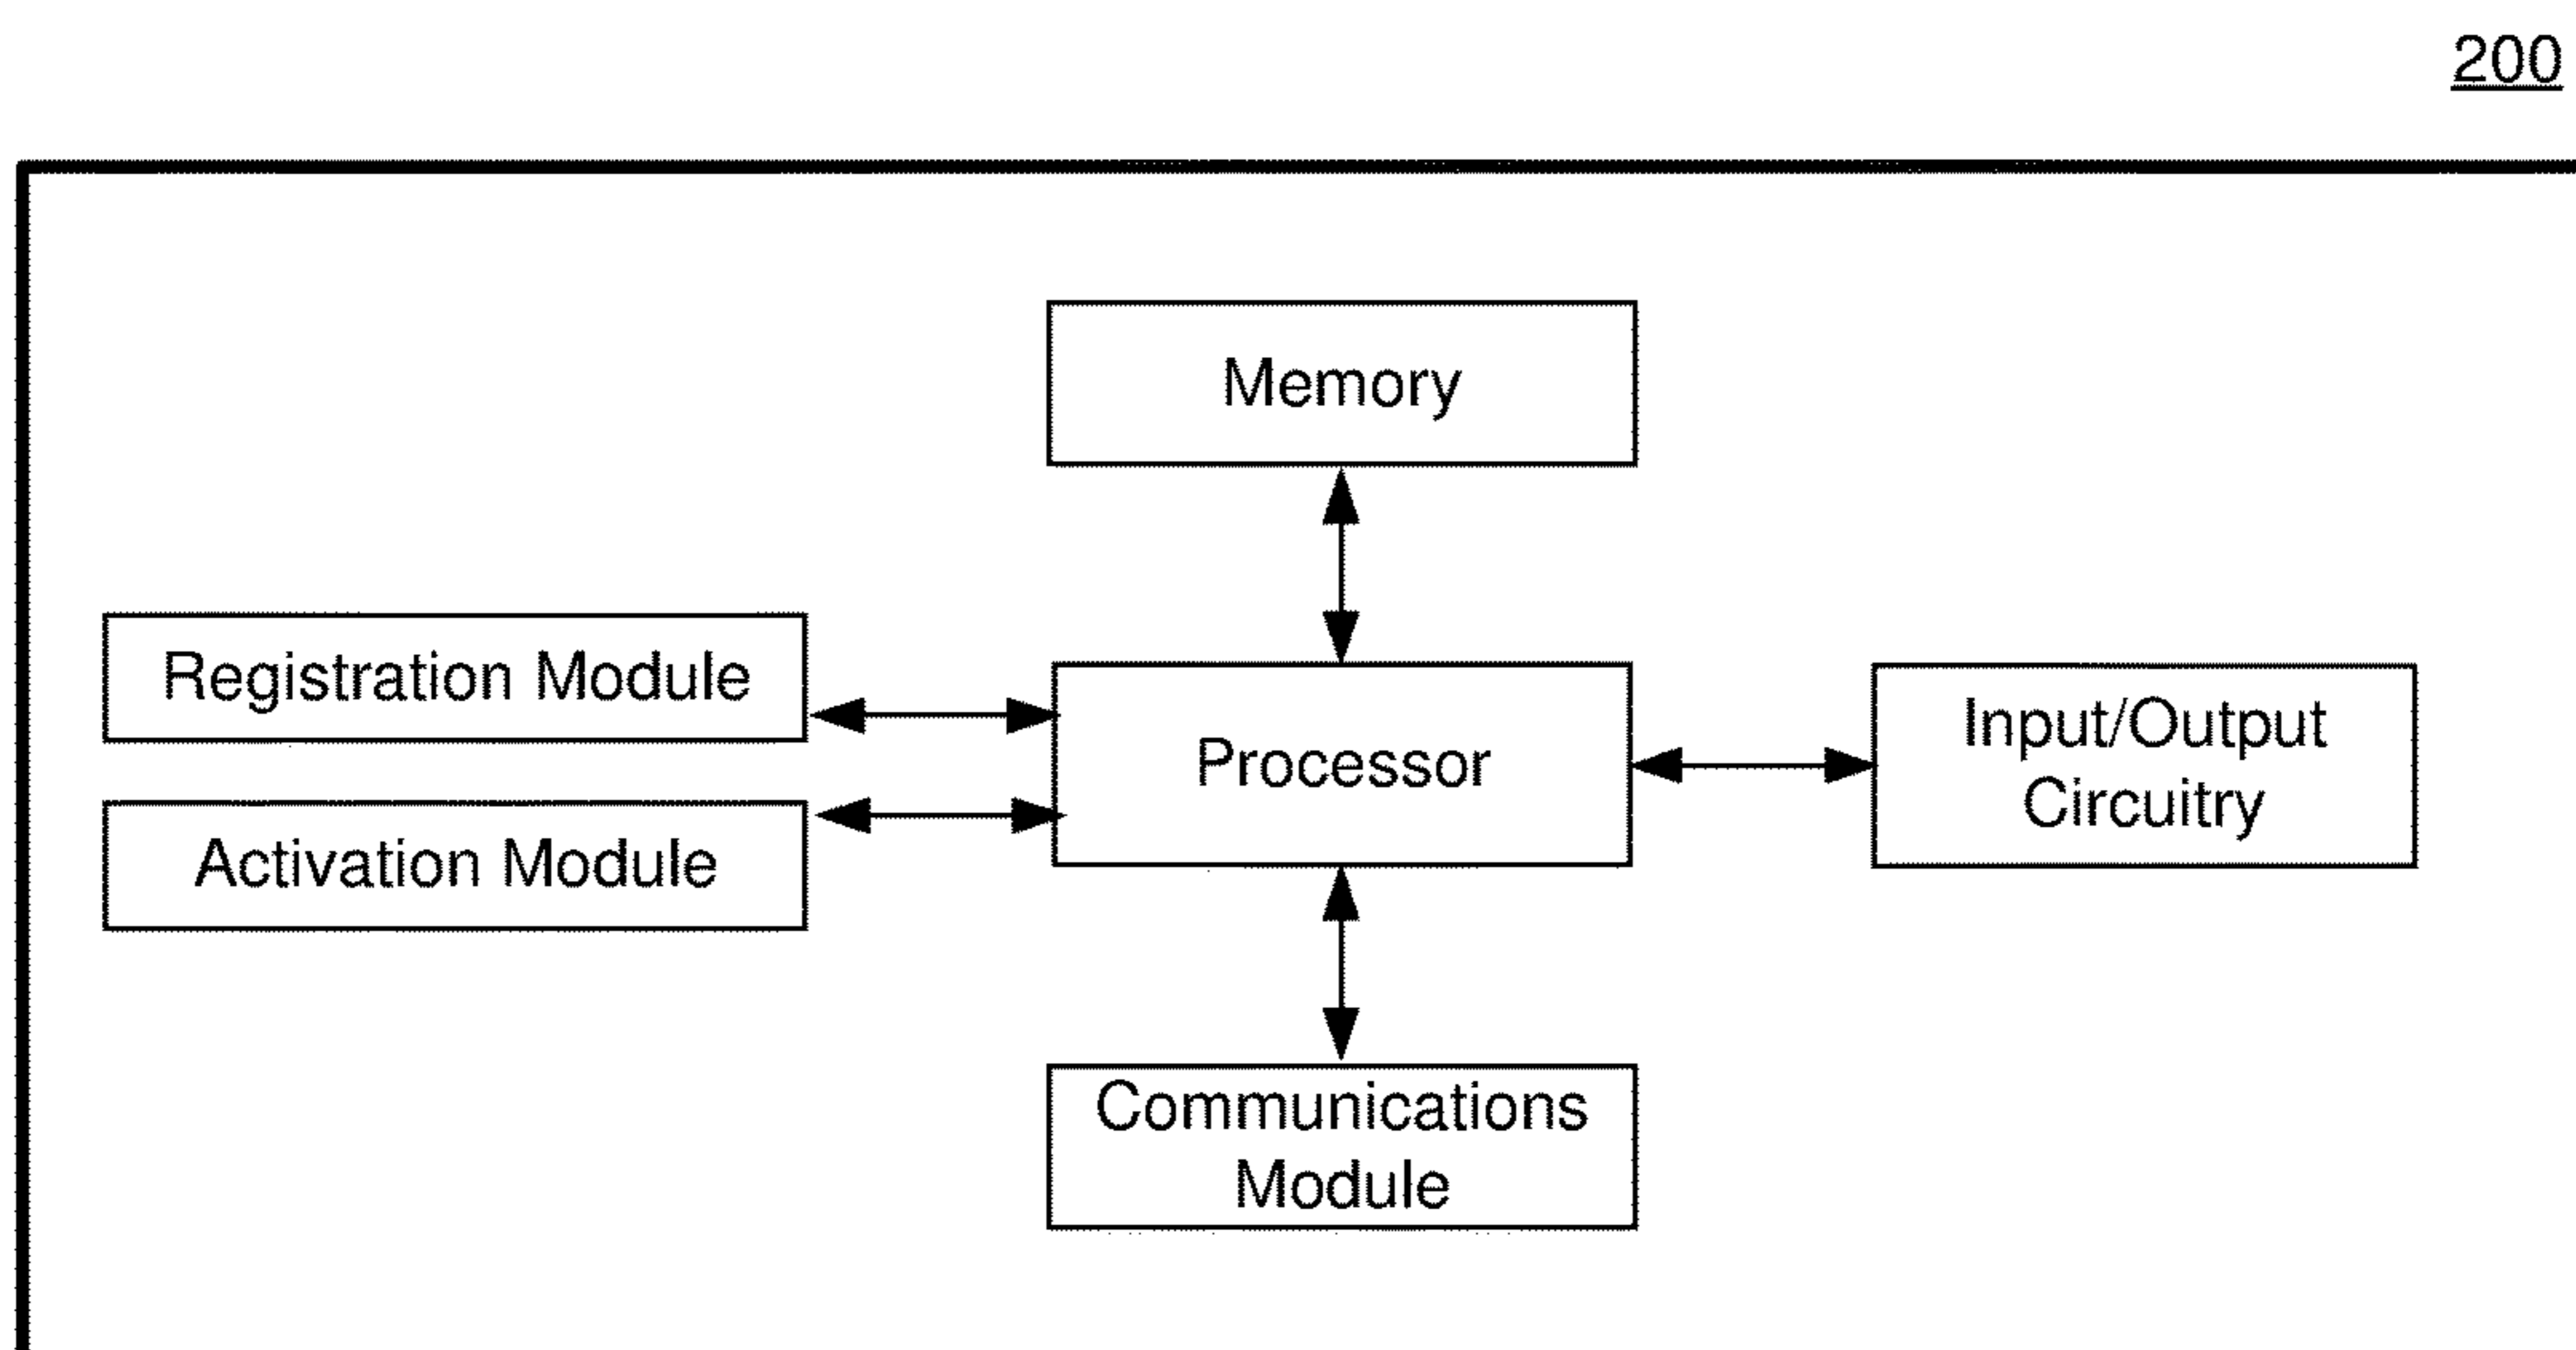 200
Memory
Registration Module
Processor
Input/Output
Circuitry
Activation Module
Communications
Module